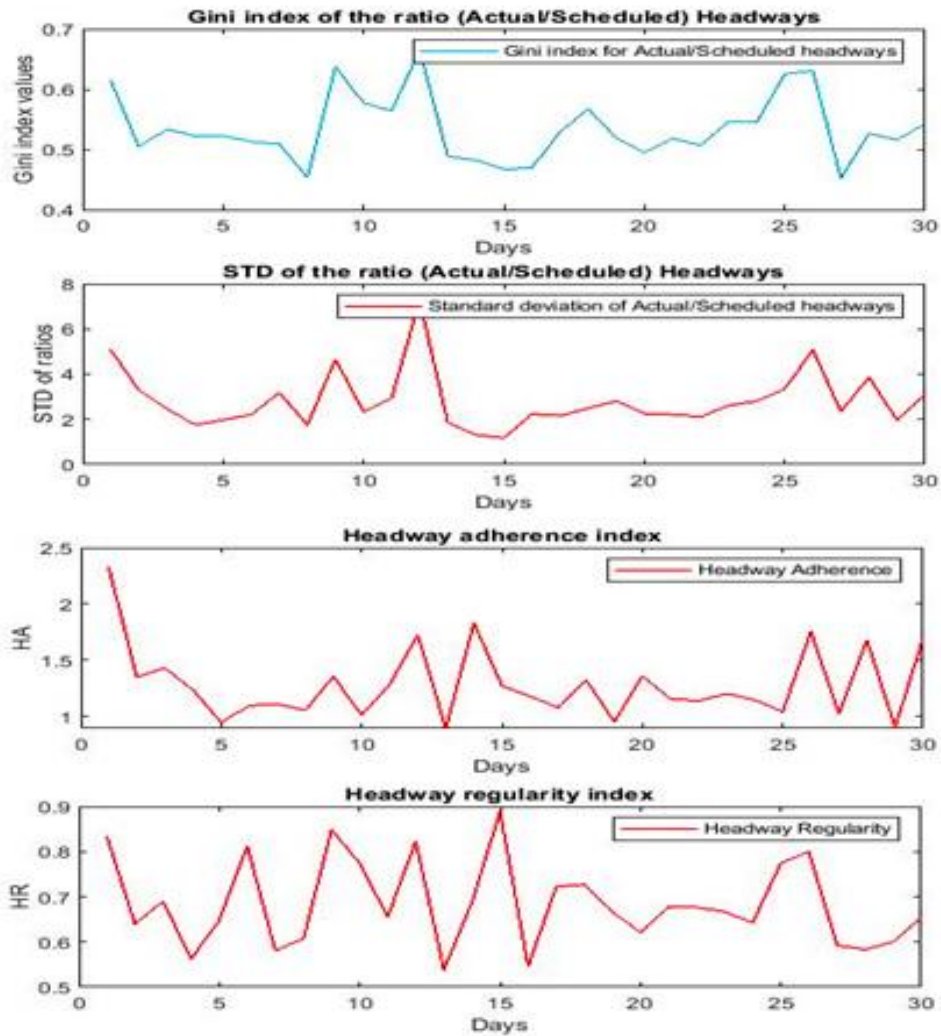 Gini index of the ratio (Actual/Scheduled) Headways
0.7
Gini index for Actual/Scheduled headways
0.6
0.5
0.4
Gini index values
0 5 10 15 20 25 30
Days
STD of the ratio (Actual/Scheduled) Headways
8
Standard deviation of Actual/Scheduled headways
6
4
2
0
STD of ratios
0 5 10 15 20 25 30
Days
Headway adherence index
2.5
Headway Adherence
2
1.5
1
HA
0 5 10 15 20 25 30
Days
Headway regularity index
0.9
Headway Regularity
0.8
0.7
0.6
0.5
HR
0 5 10 15 20 25 30
Days